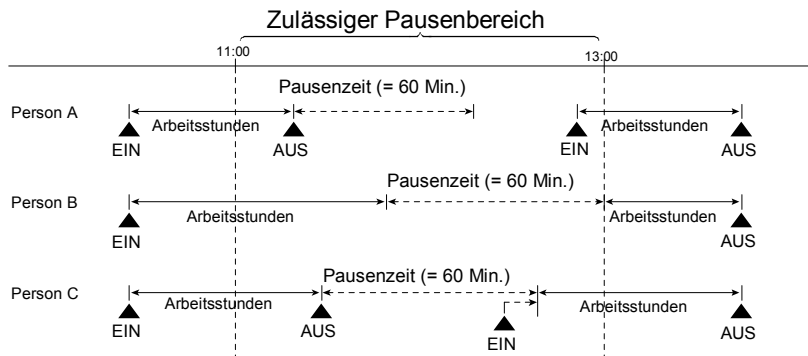 Zulässiger Pausenbereich
11:00 13:00
Pausenzeit (= 60 Min.)
Person A Arbeitsstunden Arbeitsstunden
EIN AUS EIN AUS
Pausenzeit (= 60 Min.)
Person B Arbeitsstunden Arbeitsstunden
EIN AUS
Pausenzeit (= 60 Min.)
Person C Arbeitsstunden Arbeitsstunden
EIN AUS EIN AUS